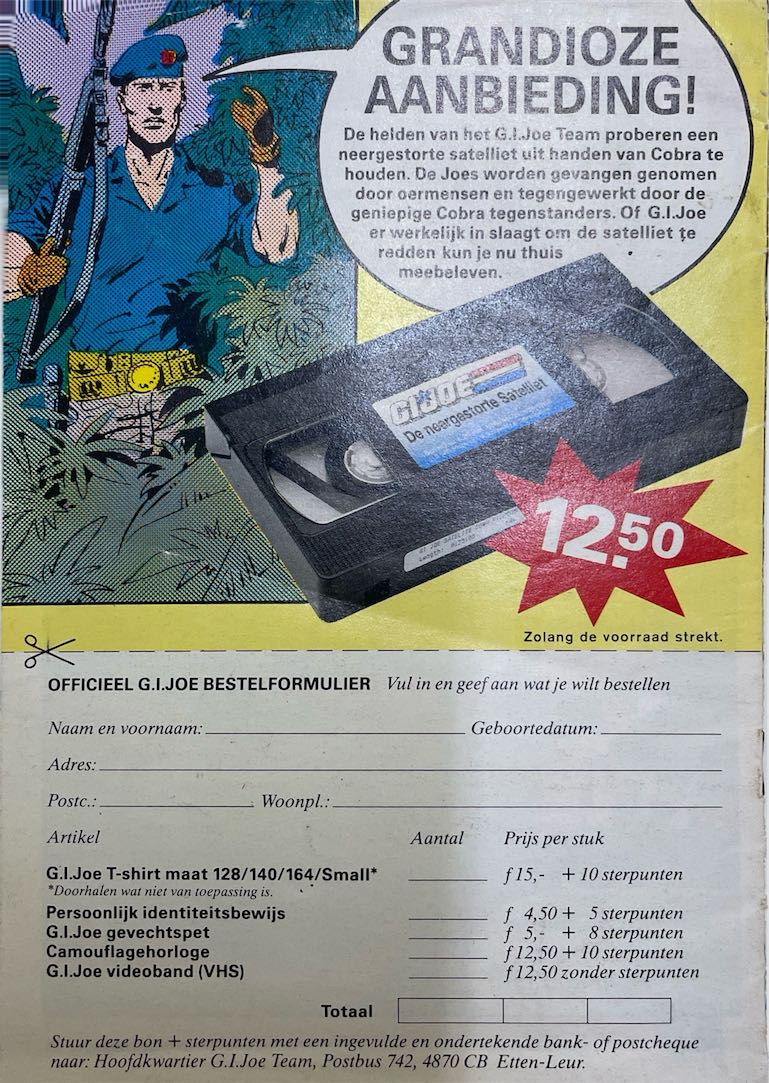 GRANDIOZE
AANBIEDING!
De helden van het G.I.Joe Team proberen een
neergestorte satelliet uit handen van Cobra te
houden. De Joes worden gevangen genomen
door oermensen en tegengewerkt door de
geniepige Cobra tegenstanders. Of G.I.Joe
er werkelijk in slaagt om de satelliet te
redden kun je nu thuis
meebeleven.
G.I.JOE
De neergestorte Satelliet
12.50
Zolang de voorraad strekt.
OFFICIEEL G.I.JOE BESTELFORMULIER Vul in en geef aan wat je wilt bestellen
Naam en voornaam: Geboortedatum:
Adres:
Postc.: Woonpl.:
Artikel Aantal Prijs per stuk
G.I.Joe T-shirt maat 128/140/164/Small* f 15,- + 10 sterpunten
*Doorhalen wat niet van toepassing is.
Persoonlijk identiteitsbewijs f 4,50 + 5 sterpunten
G.I.Joe gevechtspet f 5,- + 8 sterpunten
Camouflagehorloge f 12,50 + 10 sterpunten
G.I.Joe videoband (VHS) f 12,50 zonder sterpunten
Totaal
Stuur deze bon + sterpunten met een ingevulde en ondertekende bank- of postcheque
naar: Hoofdkwartier G.I.Joe Team, Postbus 742, 4870 CB Etten-Leur.